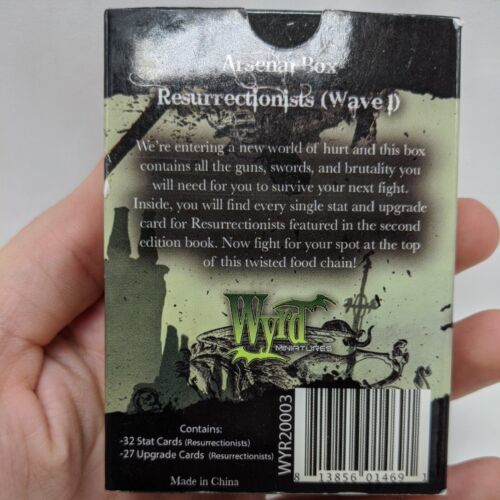 Arsenal Box
Resurrectionists (Wave 1)
We're entering a new world of hurt and this box
contains all the guns, swords, and brutality you
will need for you to survive your next fight.
Inside, you will find every single stat and upgrade
card for Resurrectionists featured in the second
edition book. Now fight for your spot at the top
of this twisted food chain!
Wyrd
MINIATURES
Contains:
-32 Stat Cards (Resurrectionists)
-27 Upgrade Cards (Resurrectionists)
Made in China
WYR20003
8 13856 01469 1